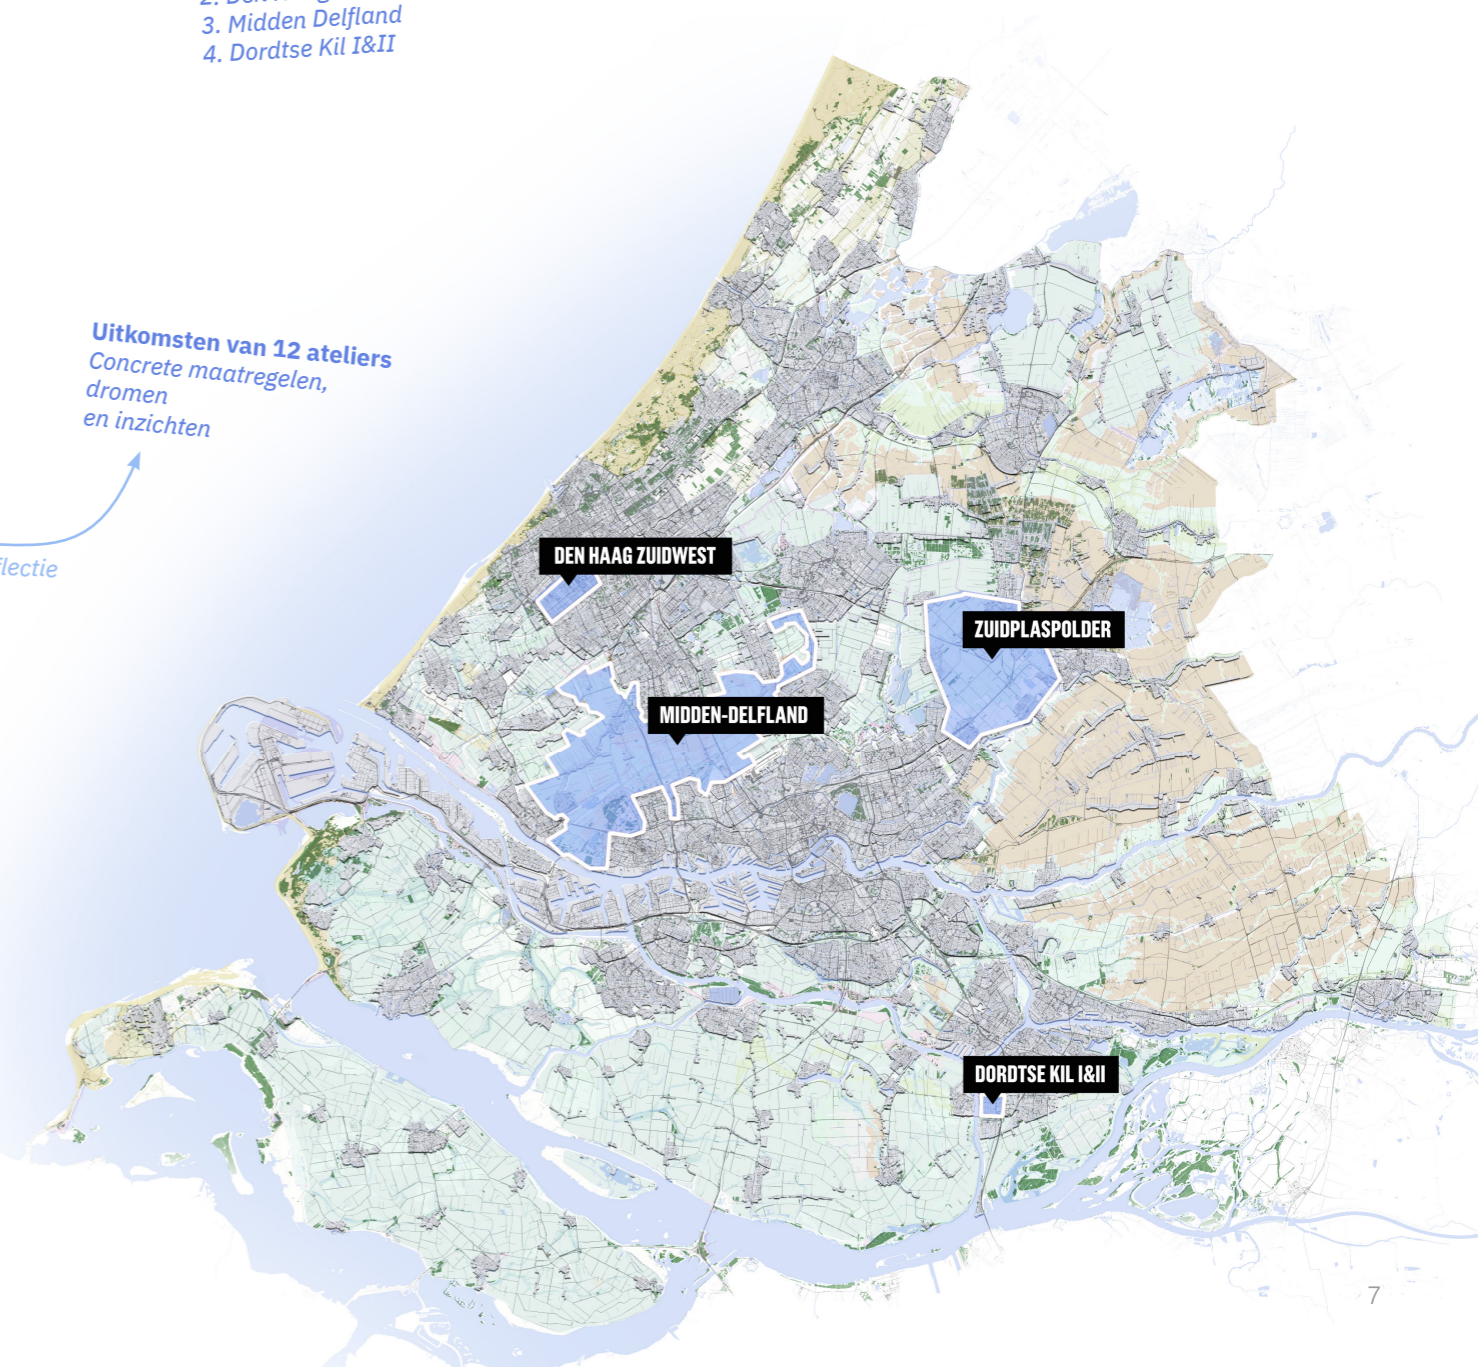 3. Midden Delfland
4. Dordtse Kil I&II
Uitkomsten van 12 ateliers
Concrete maatregelen,
dromen
en inzichten
DEN HAAG ZUIDWEST
ZUIDPLASPOLDER
MIDDEN-DELFLAND
DORDTSE KIL I&II
7